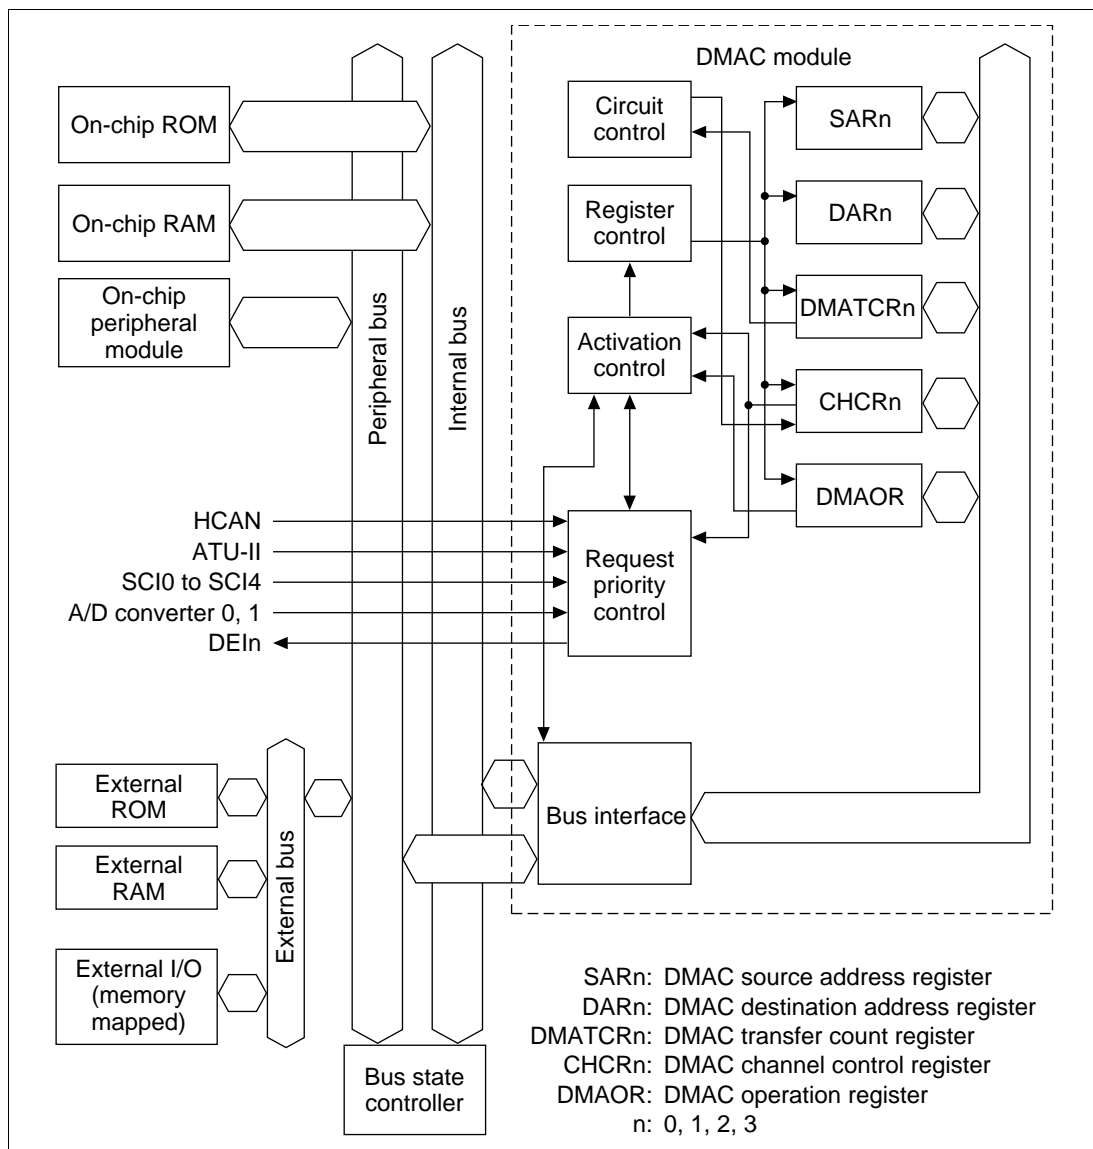 DMAC module
On-chip ROM
Circuit
control
SARn
On-chip RAM
Register
control
DARn
On-chip
peripheral
module
Peripheral bus
Internal bus
Activation
control
DMATCRn
CHCRn
DMAOR
HCAN
ATU-II
SCI0 to SCI4
A/D converter 0, 1
DEIn
Request
priority
control
External
ROM
External
RAM
External I/O
(memory
mapped)
External bus
Bus interface
Bus state
controller
SARn: DMAC source address register
DARn: DMAC destination address register
DMATCRn: DMAC transfer count register
CHCRn: DMAC channel control register
DMAOR: DMAC operation register
n: 0, 1, 2, 3